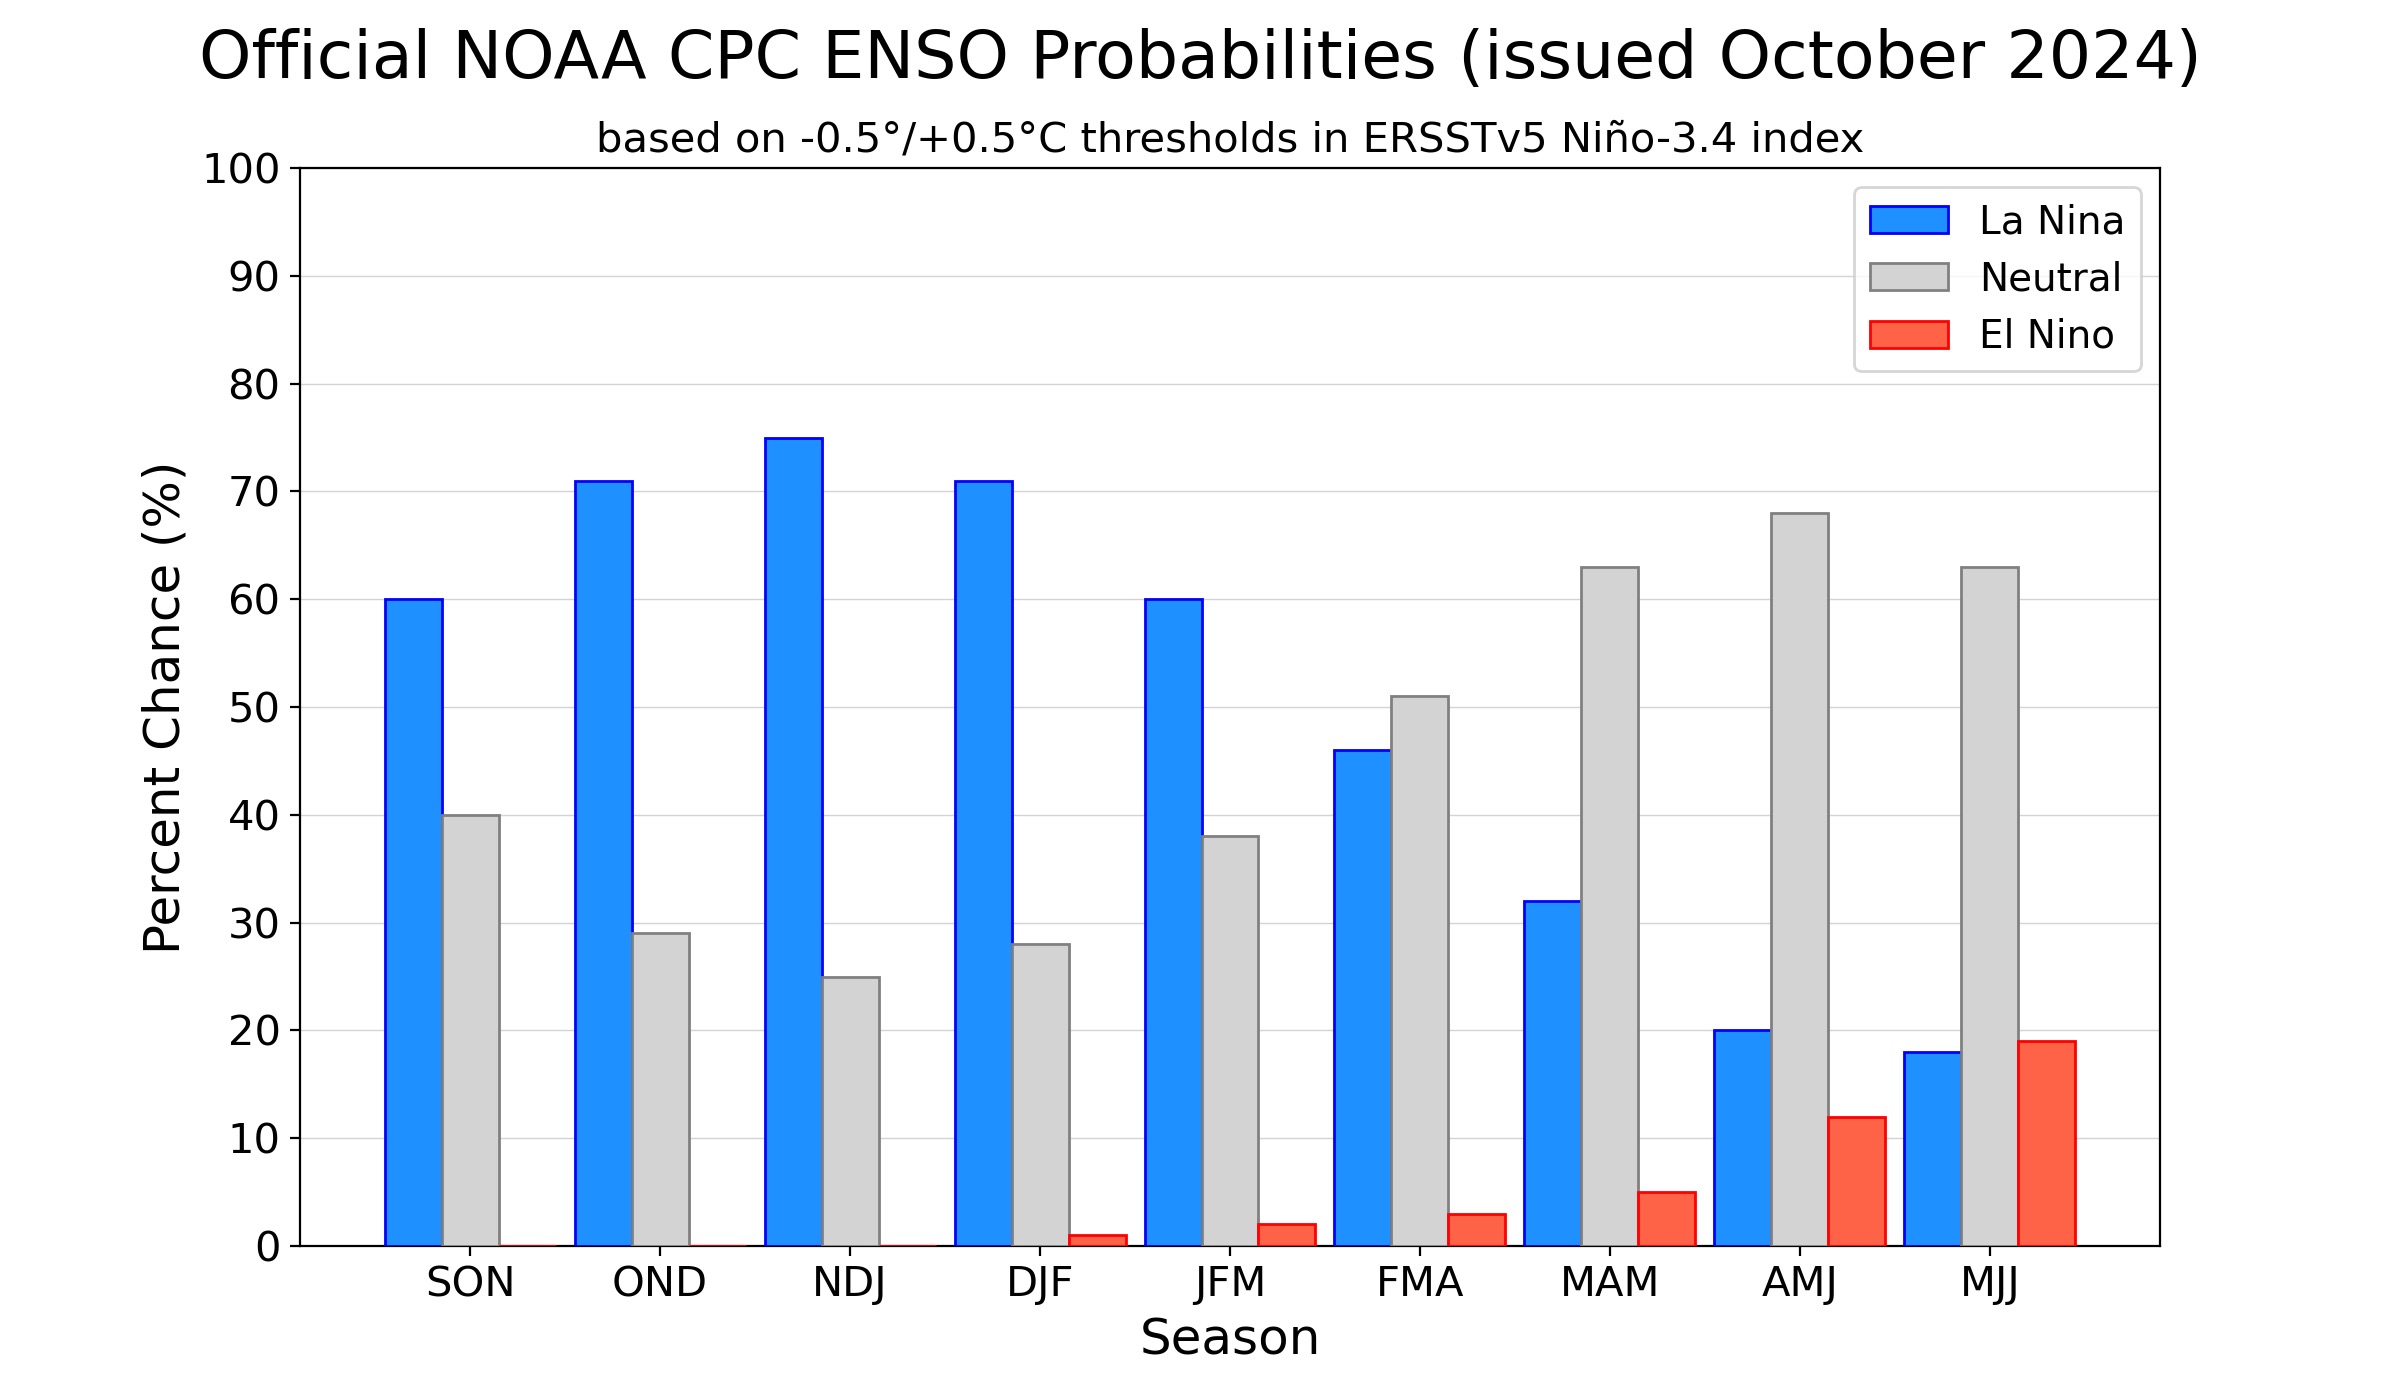 Official NOAA CPC ENSO Probabilities (issued October 2024)
based on -0.5°/+0.5°C thresholds in ERSSTv5 Niño-3.4 index
La Nina
Neutral
El Nino
Percent Chance (%)
100
90
80
70
60
50
40
30
20
10
0
SON OND NDJ DJF JFM FMA MAM AMJ MJJ
Season